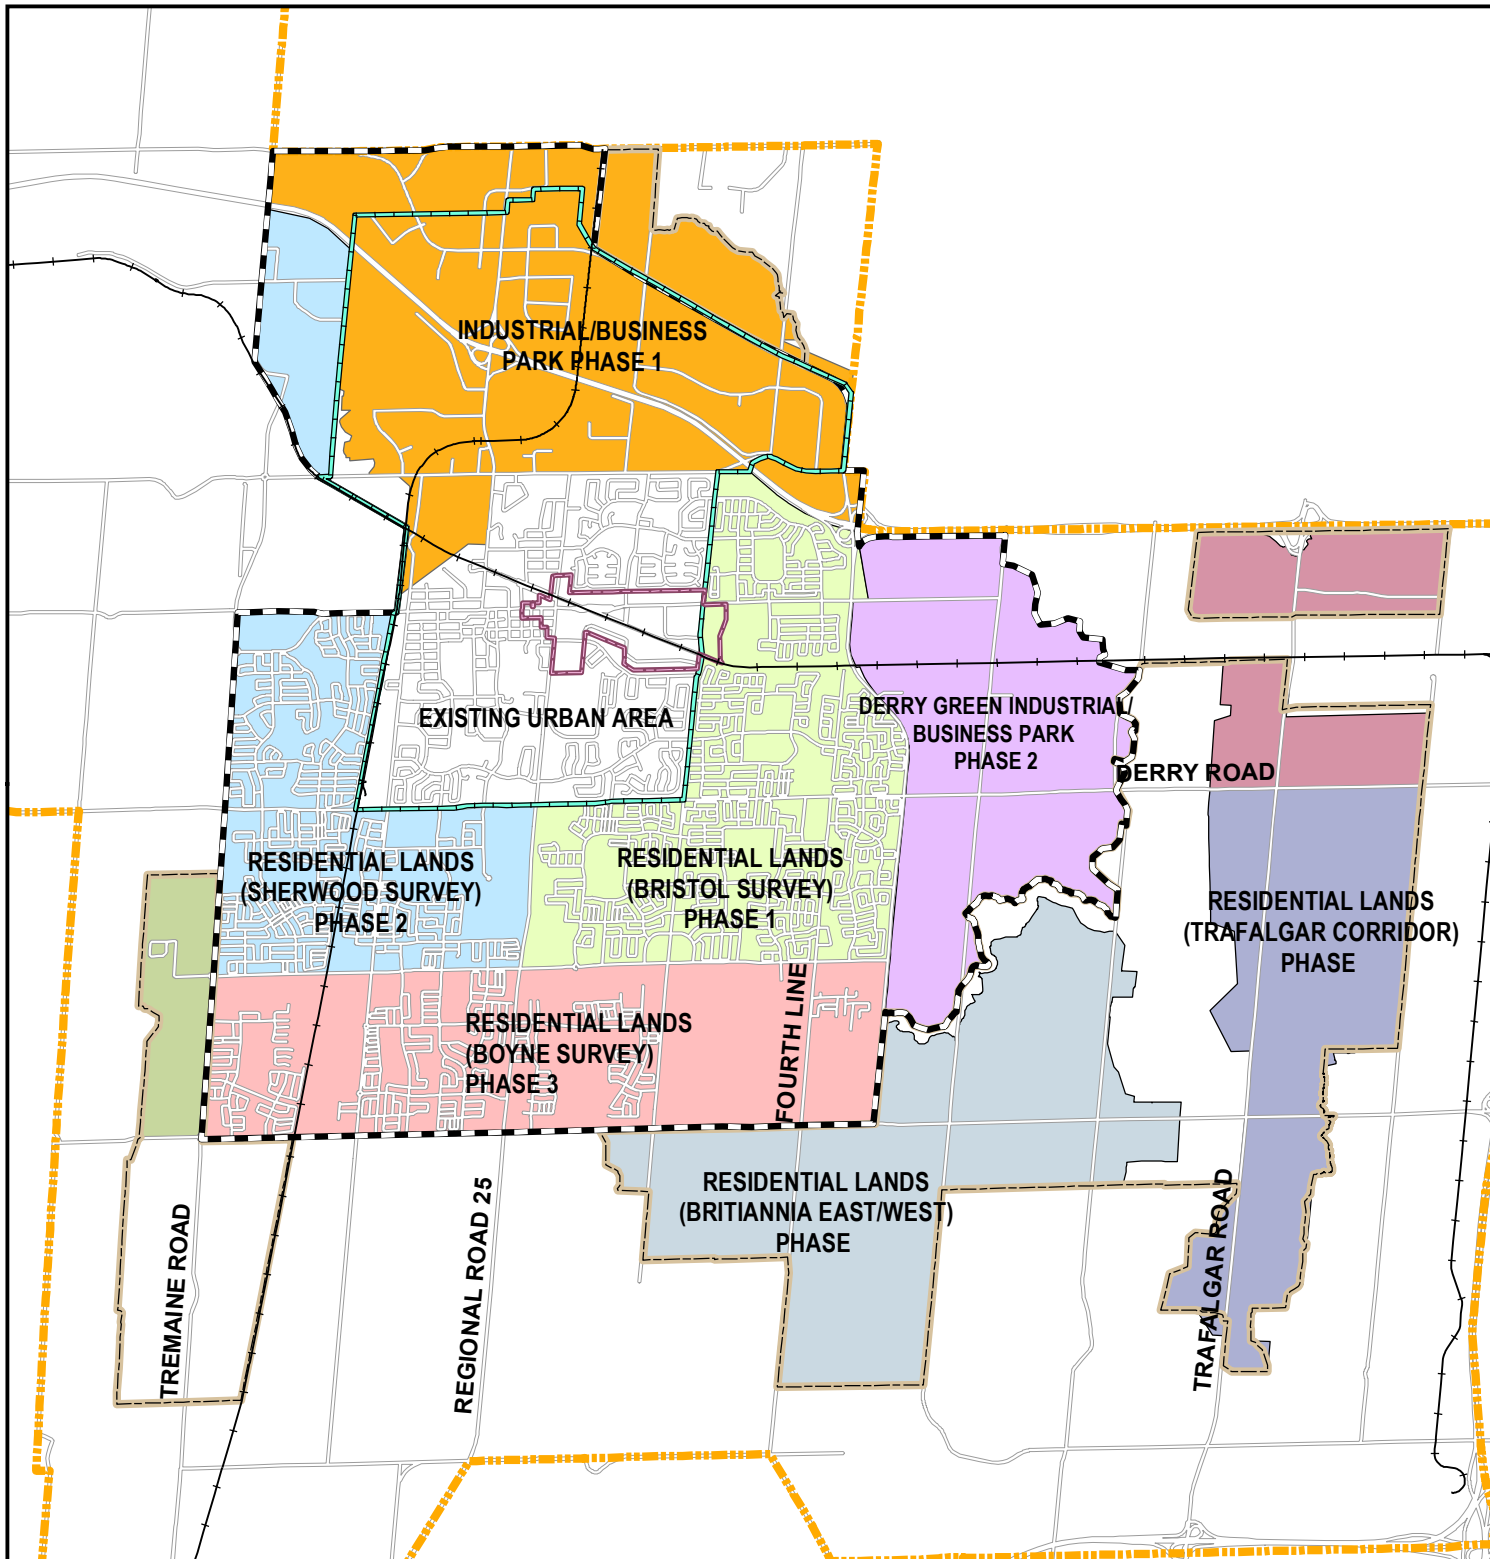 INDUSTRIAL/BUSINESS
PARK PHASE 1
EXISTING URBAN AREA
DERRY GREEN INDUSTRIAL/
BUSINESS PARK
PHASE 2
DERRY ROAD
RESIDENTIAL LANDS
(SHERWOOD SURVEY)
PHASE 2
RESIDENTIAL LANDS
(BRISTOL SURVEY)
PHASE 1
RESIDENTIAL LANDS
(TRAFALGAR CORRIDOR)
PHASE
RESIDENTIAL LANDS
(BOYNE SURVEY)
PHASE 3
FOURTH LINE
RESIDENTIAL LANDS
(BRITIANNIA EAST/WEST)
PHASE
TREMAINE ROAD
REGIONAL ROAD 25
TRAFALGAR ROAD